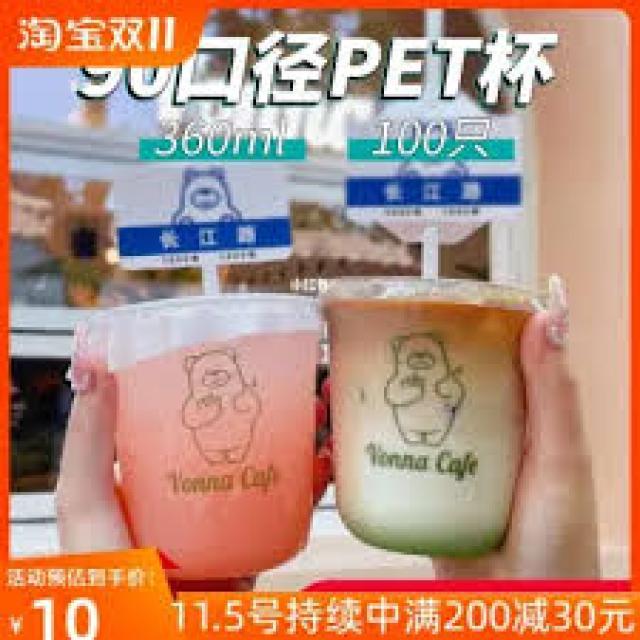 淘宝双11
90口径PET杯
360ml 100只
长江路
长江路
Vonna Cafe
Vonna Cafe
活动预估到手价：
¥10
11.5号持续中满200减30元